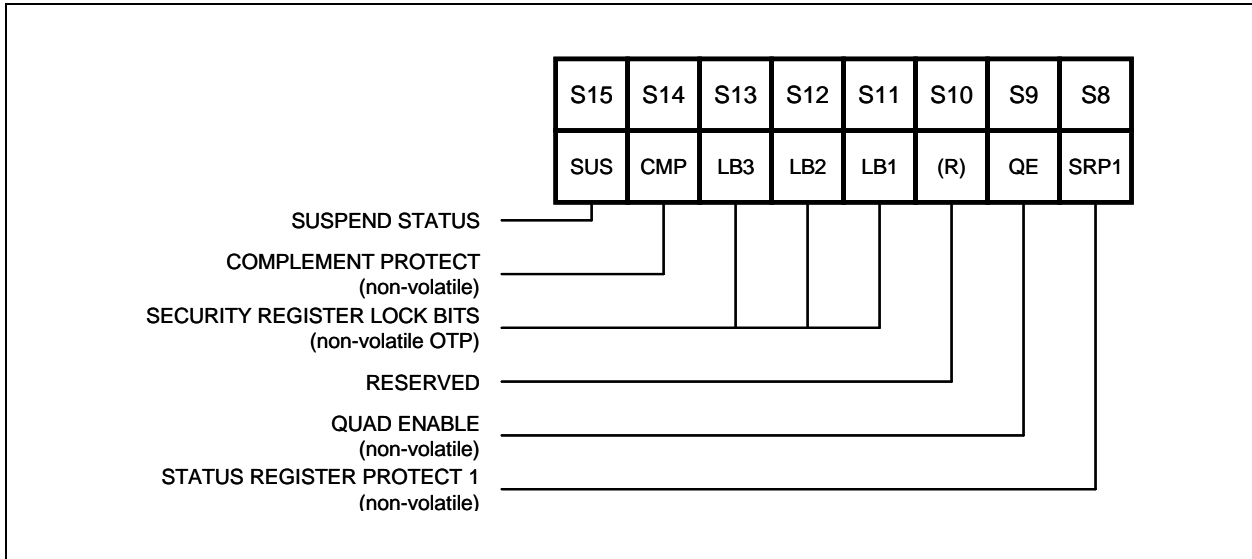 S15 S14 S13 S12 S11 S10 S9 S8
SUS CMP LB3 LB2 LB1 (R) QE SRP1
SUSPEND STATUS
COMPLEMENT PROTECT
(non-volatile)
SECURITY REGISTER LOCK BITS
(non-volatile OTP)
RESERVED
QUAD ENABLE
(non-volatile)
STATUS REGISTER PROTECT 1
(non-volatile)